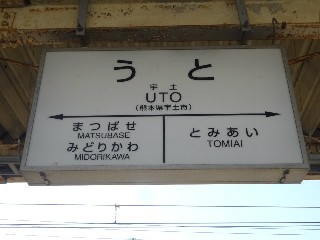 うと
宇土
UTO
(熊本県宇土市)
まつばせ
MATSUBASE
みどりかわ
MIDORIKAWA
とみあい
TOMIAI